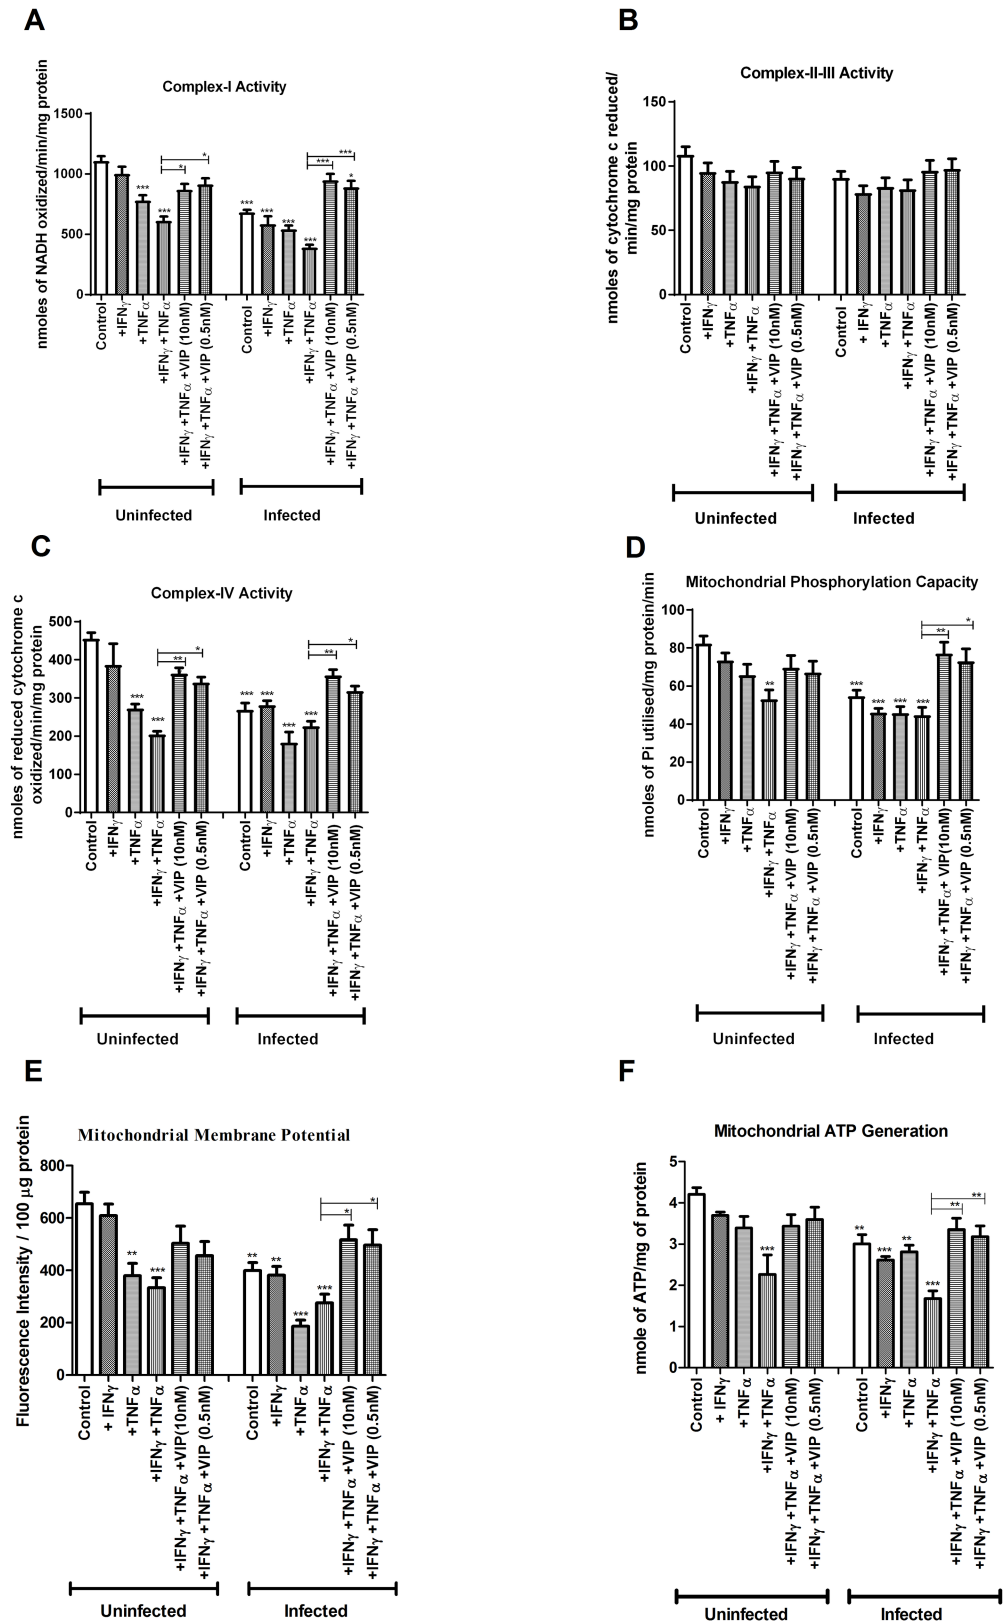 A
Complex-I Activity
nmoles of NADH oxidized/min/mg protein
1500
1000
500
0
*** *** * * *** *** *** *** *** *** *
Control
+IFNγ
+TNFα
+IFNγ +TNFα
+IFNγ +TNFα +VIP (10nM)
+IFNγ +TNFα +VIP (0.5nM)
Control
+IFNγ
+TNFα
+IFNγ +TNFα
+IFNγ +TNFα +VIP (10nM)
+IFNγ +TNFα +VIP (0.5nM)
Uninfected
Infected
B
Complex-II-III Activity
nmoles of cytochrome c reduced/
min/mg protein
150
100
50
0
Control
+IFNγ
+TNFα
+IFNγ +TNFα
+IFNγ +TNFα +VIP (10nM)
+IFNγ +TNFα +VIP (0.5nM)
Control
+ IFNγ
+TNFα
+IFNγ +TNFα
+IFNγ +TNFα +VIP (10nM)
+IFNγ +TNFα +VIP (0.5nM)
Uninfected
Infected
C
Complex-IV Activity
nmoles of reduced cytochrome c
oxidized/min/mg protein
500
400
300
200
100
0
*** *** ** * *** *** *** *** ** *
Control
+IFNγ
+TNFα
+IFNγ +TNFα
+IFNγ +TNFα +VIP (10nM)
+IFNγ +TNFα +VIP (0.5nM)
Control
+IFNγ
+TNFα
+IFNγ +TNFα
+IFNγ +TNFα +VIP (10nM)
+IFNγ +TNFα +VIP (0.5nM)
Uninfected
Infected
D
Mitochondrial Phosphorylation Capacity
nmoles of Pi utilised/mg protein/min
100
80
60
40
20
0
** *** *** *** *** ** *
Control
+IFNγ
+TNFα
+IFNγ +TNFα
+IFNγ +TNFα +VIP (10nM)
+IFNγ +TNFα +VIP (0.5nM)
Control
+IFNγ
+TNFα
+IFNγ +TNFα
+IFNγ +TNFα+ VIP(10nM)
+IFNγ +TNFα +VIP (0.5nM)
Uninfected
Infected
E
Mitochondrial Membrane Potential
Fluorescence Intensity / 100 μg protein
800
600
400
200
0
** *** ** ** *** *** * *
Control
+ IFNγ
+TNFα
+IFNγ +TNFα
+IFNγ +TNFα +VIP(10nM)
+IFNγ +TNFα +VIP (0.5nM)
Control
+IFNγ
+TNFα
+IFNγ +TNFα
+IFNγ +TNFα +VIP (10nM)
+IFNγ +TNFα +VIP (0.5nM)
Uninfected
Infected
F
Mitochondrial ATP Generation
nmole of ATP/mg of protein
5
4
3
2
1
0
*** ** *** ** *** ** **
Control
+ IFNγ
+TNFα
+IFNγ +TNFα
+IFNγ +TNFα +VIP (10nM)
+IFNγ +TNFα +VIP (0.5nM)
Control
+IFNγ
+TNFα
+IFNγ +TNFα
+IFNγ +TNFα +VIP (10nM)
+IFNγ +TNFα +VIP (0.5nM)
Uninfected
Infected